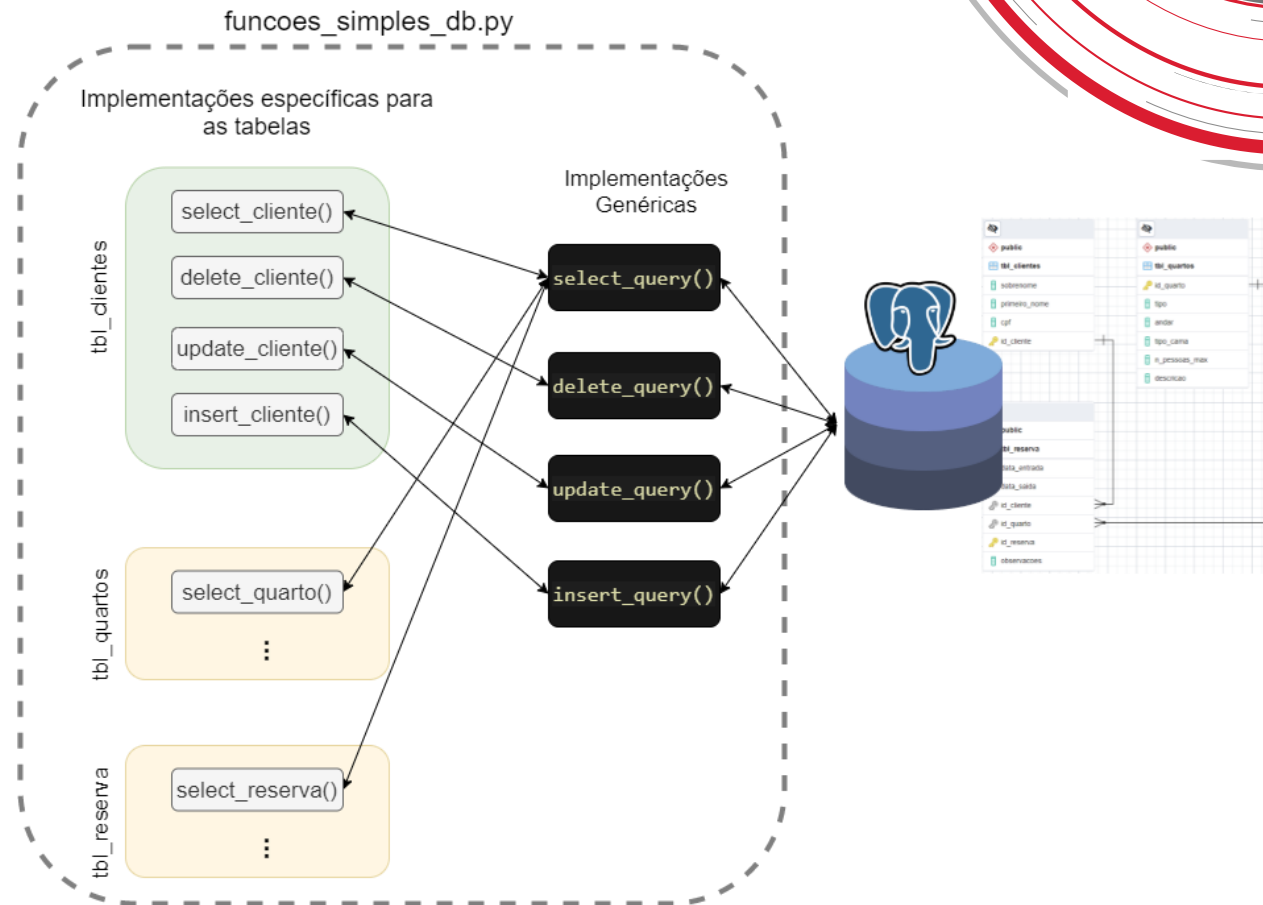 funcoes_simples_db.py
Implementações específicas para
as tabelas
tbl_clientes
select_cliente()
delete_cliente()
update_cliente()
insert_cliente()
tbl_quartos
select_quarto()
⋮
tbl_reserva
select_reserva()
⋮
Implementações
Genéricas
select_query()
delete_query()
update_query()
insert_query()
public
tbl_clientes
sobrenome
primeiro_nome
cpf
id_cliente
public
tbl_quartos
id_quarto
tipo
andar
tipo_cama
n_pessoas_max
descricao
public
tbl_reserva
data_entrada
data_saida
id_cliente
id_quarto
id_reserva
observacoes